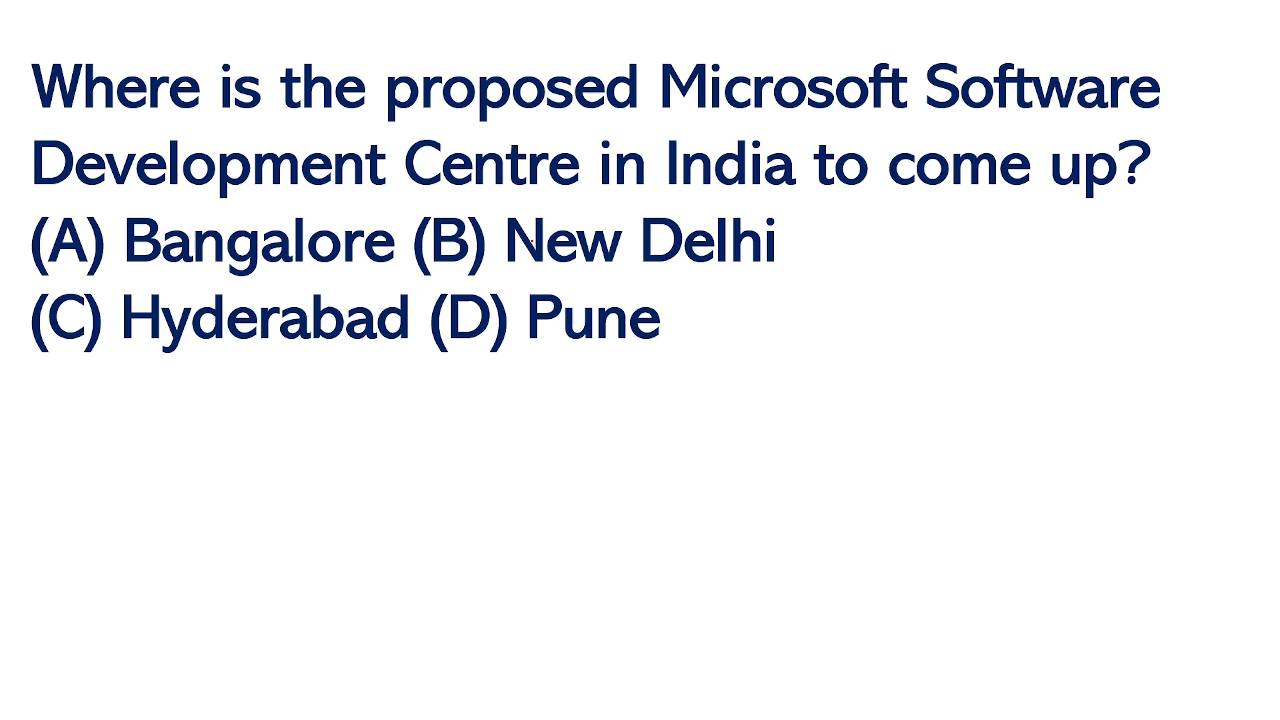 Where is the proposed Microsoft Software
Development Centre in India to come up?
(A) Bangalore (B) New Delhi
(C) Hyderabad (D) Pune